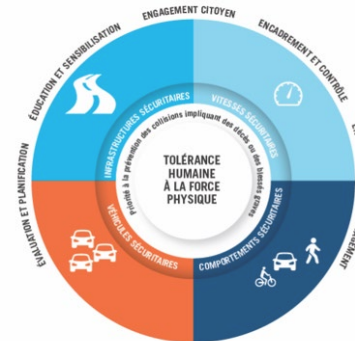 ENGAGEMENT CITOYEN
ÉDUCATION ET SENSIBILISATION
ENCADREMENT ET CONTRÔLE
ÉVALUATION ET PLANIFICATION
INFRASTRUCTURES SÉCURITAIRES
VITESSES SÉCURITAIRES
Priorité à la prévention des collisions impliquant des décès ou des blessés graves
TOLÉRANCE
HUMAINE
À LA FORCE
PHYSIQUE
VÉHICULES SÉCURITAIRES
COMPORTEMENTS SÉCURITAIRES